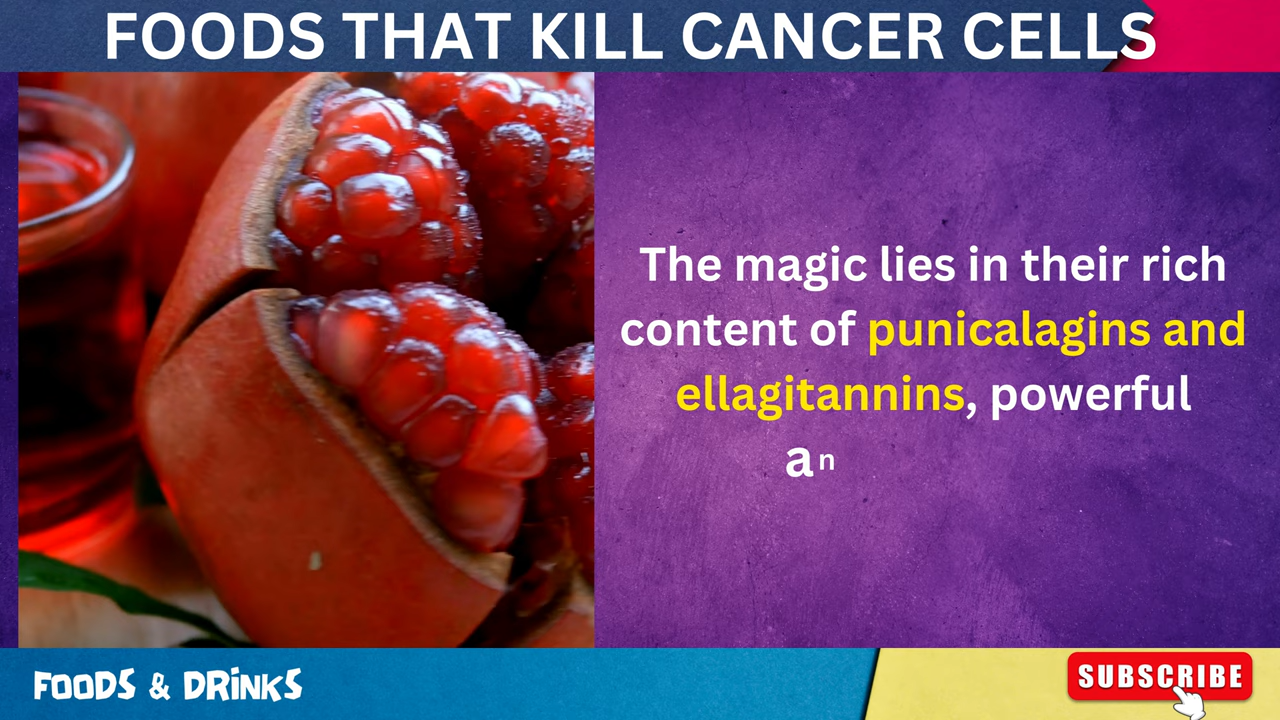 FOODS THAT KILL CANCER CELLS
The magic lies in their rich
content of punicalagins and
ellagitannins, powerful
an
FOODS & DRiNKS
SUBSCRIBE